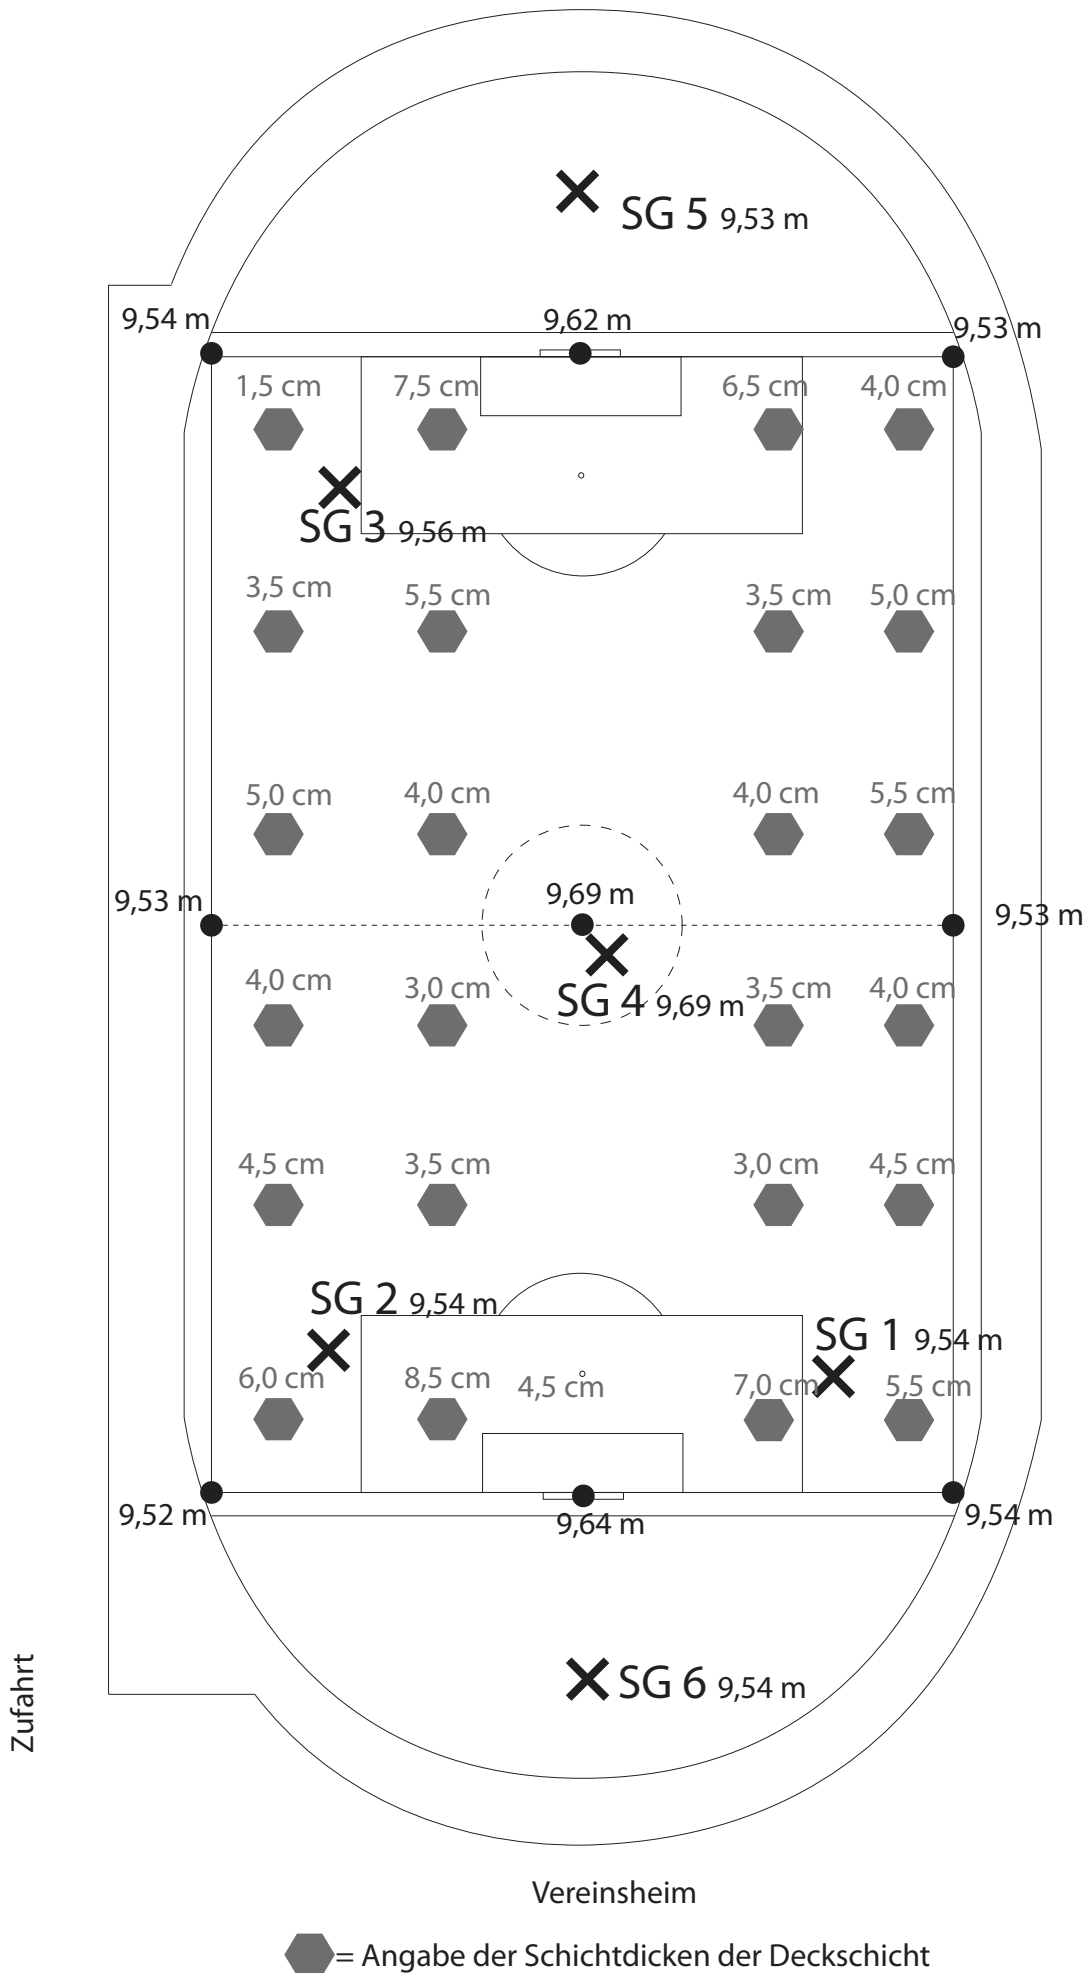 SG 5 9,53 m
9,54 m
9,62 m
9,53 m
1,5 cm
7,5 cm
6,5 cm
4,0 cm
SG 3 9,56 m
3,5 cm
5,5 cm
3,5 cm
5,0 cm
5,0 cm
4,0 cm
4,0 cm
5,5 cm
9,53 m
9,69 m
9,53 m
4,0 cm
3,0 cm
SG 4 9,69 m
3,5 cm
4,0 cm
4,5 cm
3,5 cm
3,0 cm
4,5 cm
SG 2 9,54 m
SG 1 9,54 m
6,0 cm
8,5 cm
4,5 cm
7,0 cm
5,5 cm
9,52 m
9,64 m
9,54 m
SG 6 9,54 m
Zufahrt
Vereinsheim
= Angabe der Schichtdicken der Deckschicht